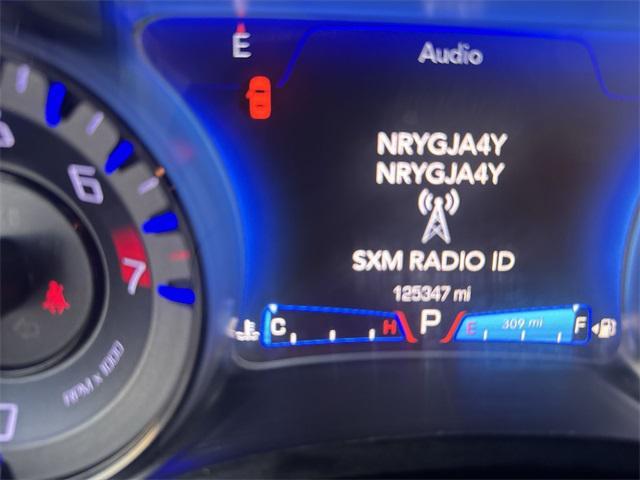 E
Audio
NRYGJA4Y
NRYGJA4Y
SXM RADIO ID
125347 mi
C H P E 309 mi F
6
7
RPM x 1000